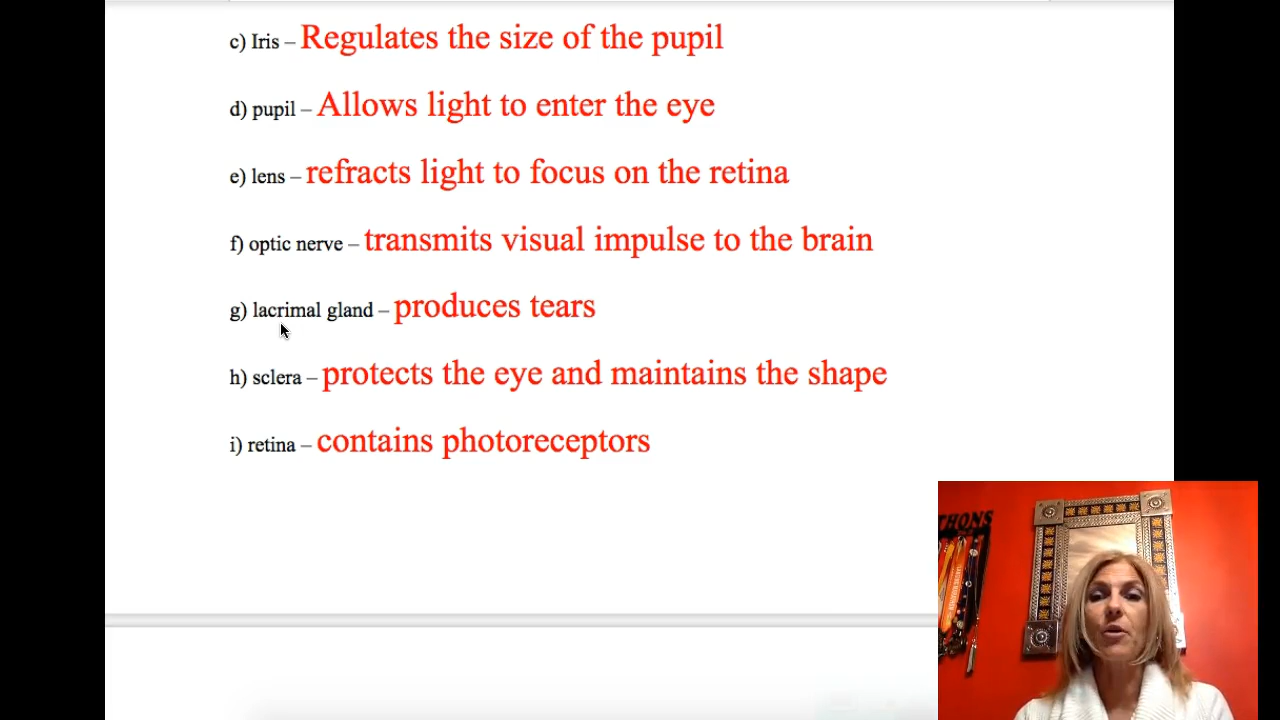 c) Iris – Regulates the size of the pupil
d) pupil – Allows light to enter the eye
e) lens – refracts light to focus on the retina
f) optic nerve – transmits visual impulse to the brain
g) lacrimal gland – produces tears
h) sclera – protects the eye and maintains the shape
i) retina – contains photoreceptors
THONS